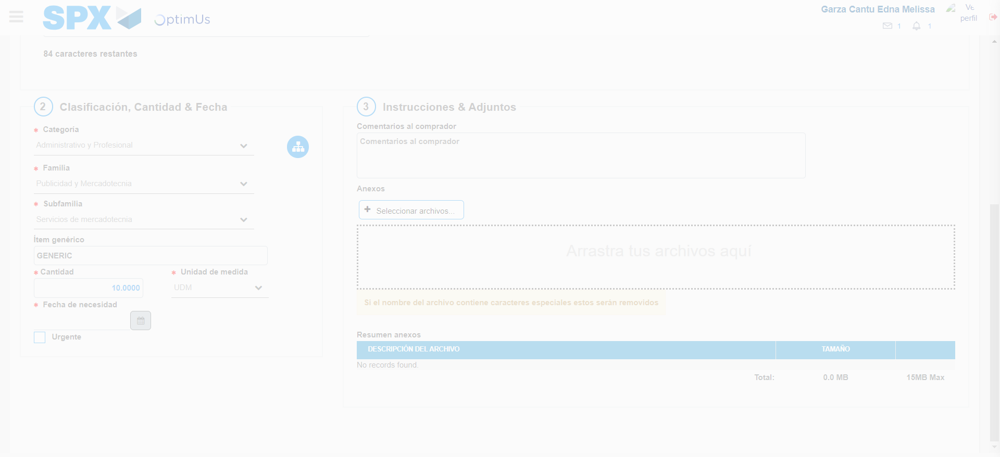 SPX
OptimUs
Garza Cantu Edna Melissa
Ve
perfil
1
1
84 caracteres restantes
2 Clasificación, Cantidad & Fecha
* Categoría
Administrativo y Profesional
* Familia
Publicidad y Mercadotecnia
* Subfamilia
Servicios de mercadotecnia
Ítem genérico
GENERIC
* Cantidad
* Unidad de medida
10.0000
UDM
* Fecha de necesidad
Urgente
3 Instrucciones & Adjuntos
Comentarios al comprador
Comentarios al comprador
Anexos
Seleccionar archivos...
Arrastra tus archivos aquí
Si el nombre del archivo contiene caracteres especiales estos serán removidos
Resumen anexos
DESCRIPCIÓN DEL ARCHIVO TAMAÑO
No records found.
Total: 0.0 MB 15MB Max